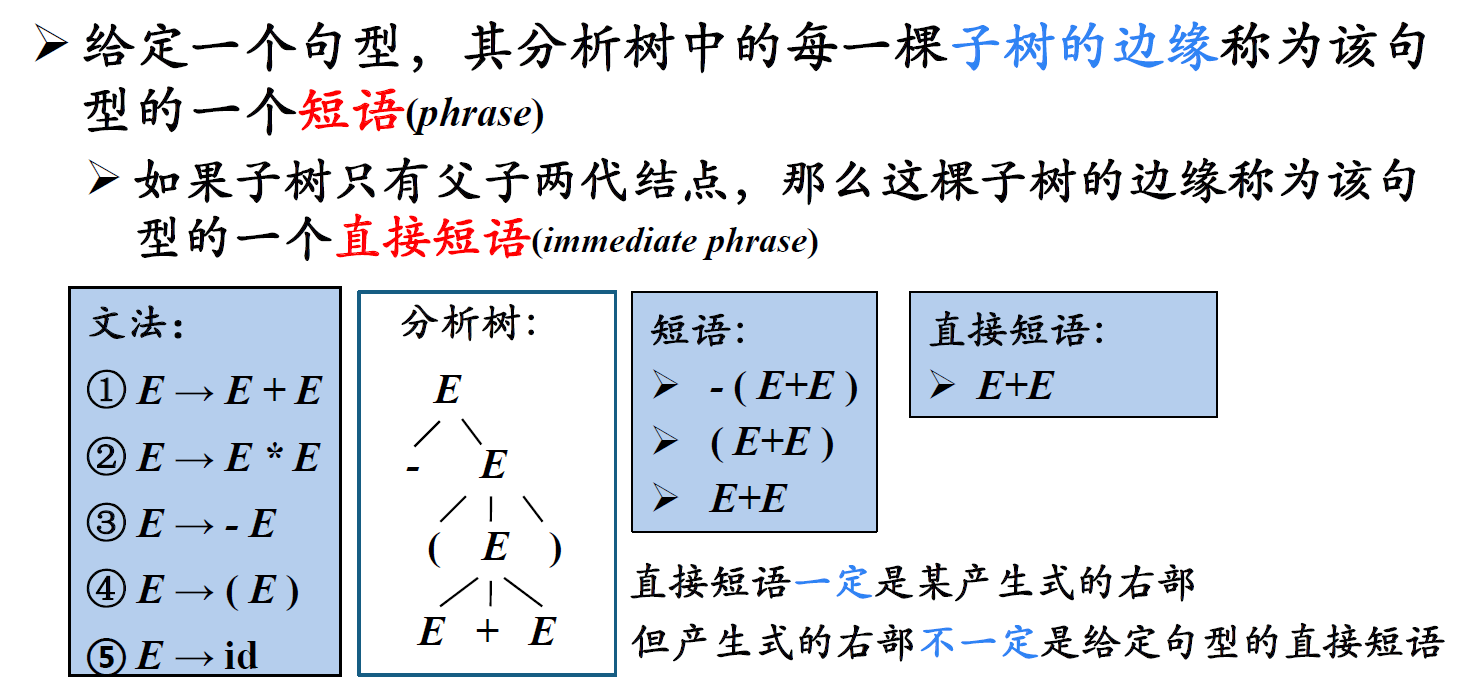 ➢ 给定一个句型，其分析树中的每一棵子树的边缘称为该句
型的一个短语(phrase)
➢ 如果子树只有父子两代结点，那么这棵子树的边缘称为该句
型的一个直接短语(immediate phrase)
文法：
① E → E + E
② E → E * E
③ E → - E
④ E → ( E )
⑤ E → id
分析树：
E
- E
( E )
E + E
短语：
➢ - ( E+E )
➢ ( E+E )
➢ E+E
直接短语：
➢ E+E
直接短语一定是某产生式的右部
但产生式的右部不一定是给定句型的直接短语